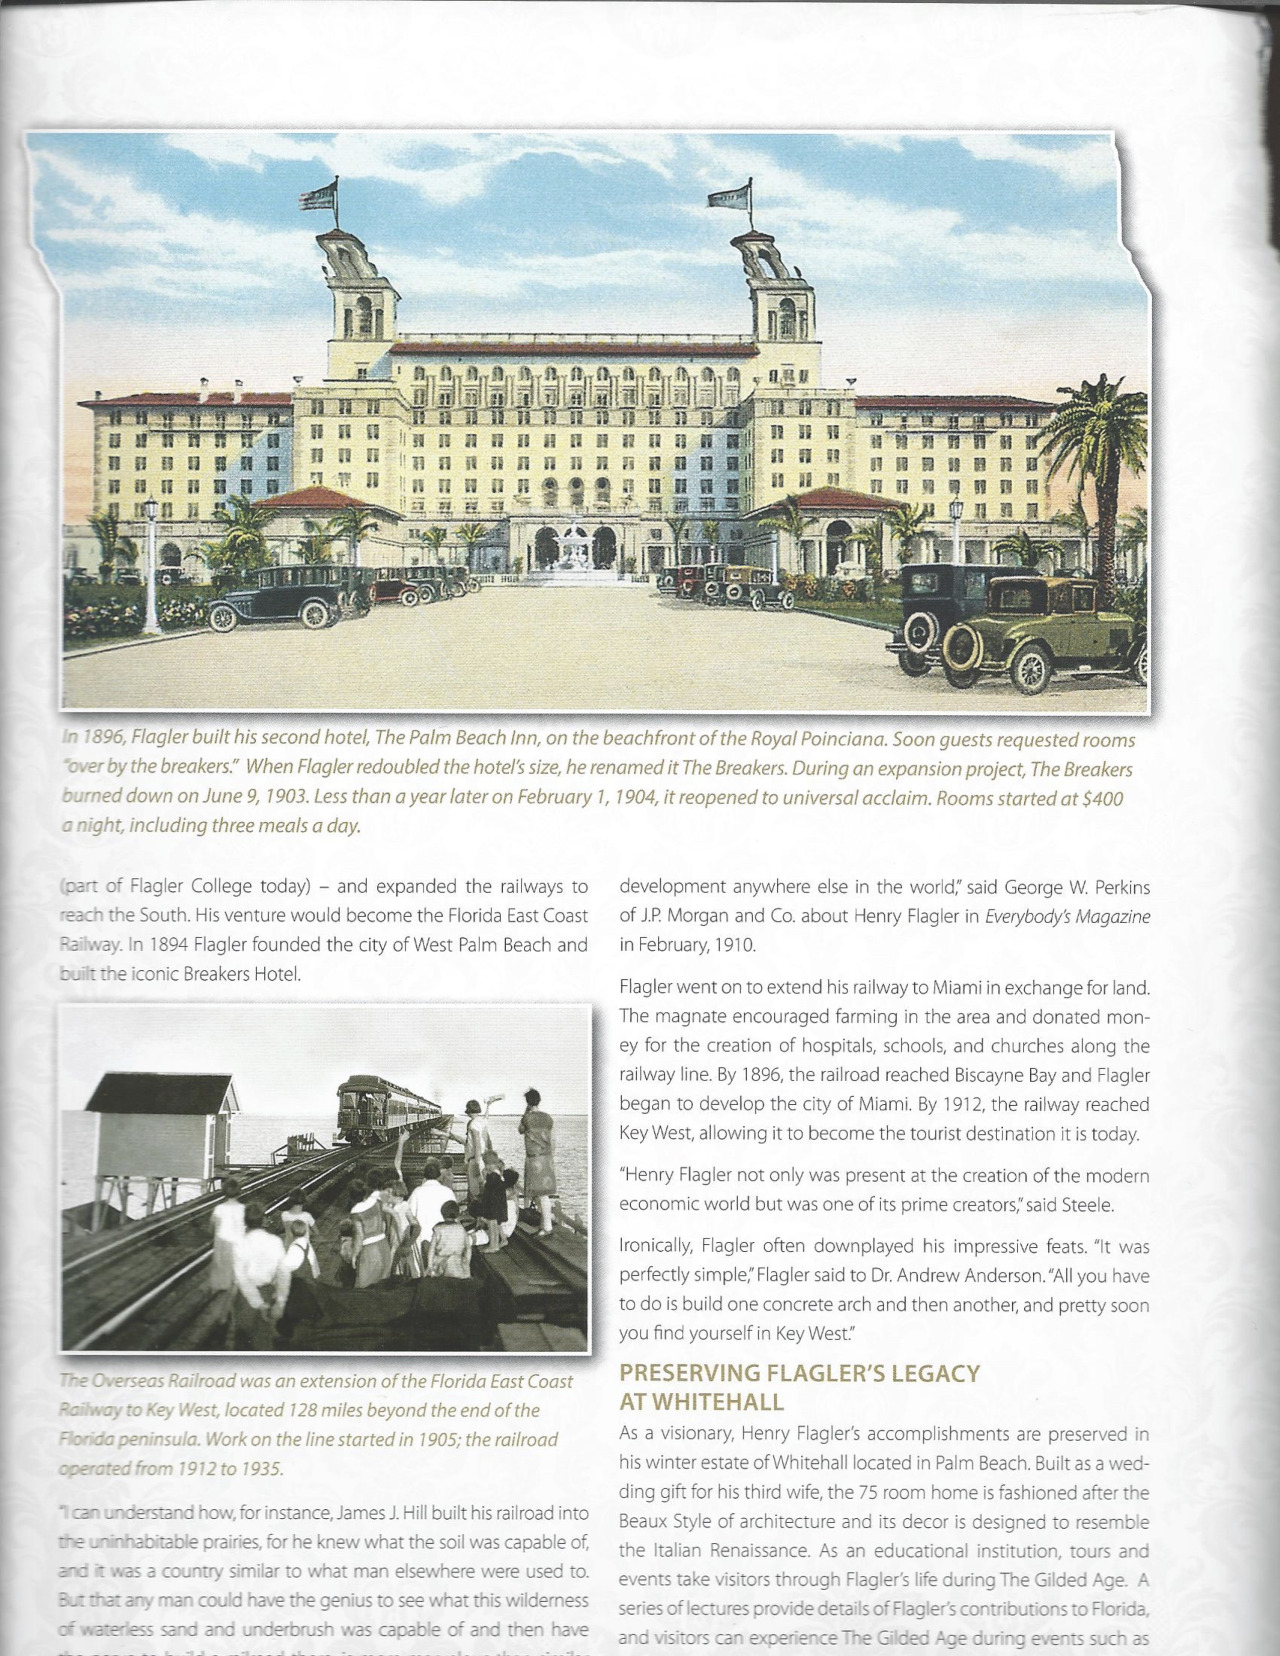 In 1896, Flagler built his second hotel, The Palm Beach Inn, on the beachfront of the Royal Poinciana. Soon guests requested rooms
"over by the breakers." When Flagler redoubled the hotel's size, he renamed it The Breakers. During an expansion project, The Breakers
burned down on June 9, 1903. Less than a year later on February 1, 1904, it reopened to universal acclaim. Rooms started at $400
a night, including three meals a day.
(part of Flagler College today) – and expanded the railways to
reach the South. His venture would become the Florida East Coast
Railway. In 1894 Flagler founded the city of West Palm Beach and
built the iconic Breakers Hotel.
The Overseas Railroad was an extension of the Florida East Coast
Railway to Key West, located 128 miles beyond the end of the
Florida peninsula. Work on the line started in 1905; the railroad
operated from 1912 to 1935.
"I can understand how, for instance, James J. Hill built his railroad into
the uninhabitable prairies, for he knew what the soil was capable of,
and it was a country similar to what man elsewhere were used to.
But that any man could have the genius to see what this wilderness
of waterless sand and underbrush was capable of and then have
development anywhere else in the world," said George W. Perkins
of J.P. Morgan and Co. about Henry Flagler in Everybody's Magazine
in February, 1910.
Flagler went on to extend his railway to Miami in exchange for land.
The magnate encouraged farming in the area and donated mon-
ey for the creation of hospitals, schools, and churches along the
railway line. By 1896, the railroad reached Biscayne Bay and Flagler
began to develop the city of Miami. By 1912, the railway reached
Key West, allowing it to become the tourist destination it is today.
"Henry Flagler not only was present at the creation of the modern
economic world but was one of its prime creators," said Steele.
Ironically, Flagler often downplayed his impressive feats. "It was
perfectly simple," Flagler said to Dr. Andrew Anderson. "All you have
to do is build one concrete arch and then another, and pretty soon
you find yourself in Key West."
PRESERVING FLAGLER'S LEGACY
AT WHITEHALL
As a visionary, Henry Flagler's accomplishments are preserved in
his winter estate of Whitehall located in Palm Beach. Built as a wed-
ding gift for his third wife, the 75 room home is fashioned after the
Beaux Style of architecture and its decor is designed to resemble
the Italian Renaissance. As an educational institution, tours and
events take visitors through Flagler's life during The Gilded Age. A
series of lectures provide details of Flagler's contributions to Florida,
and visitors can experience The Gilded Age during events such as